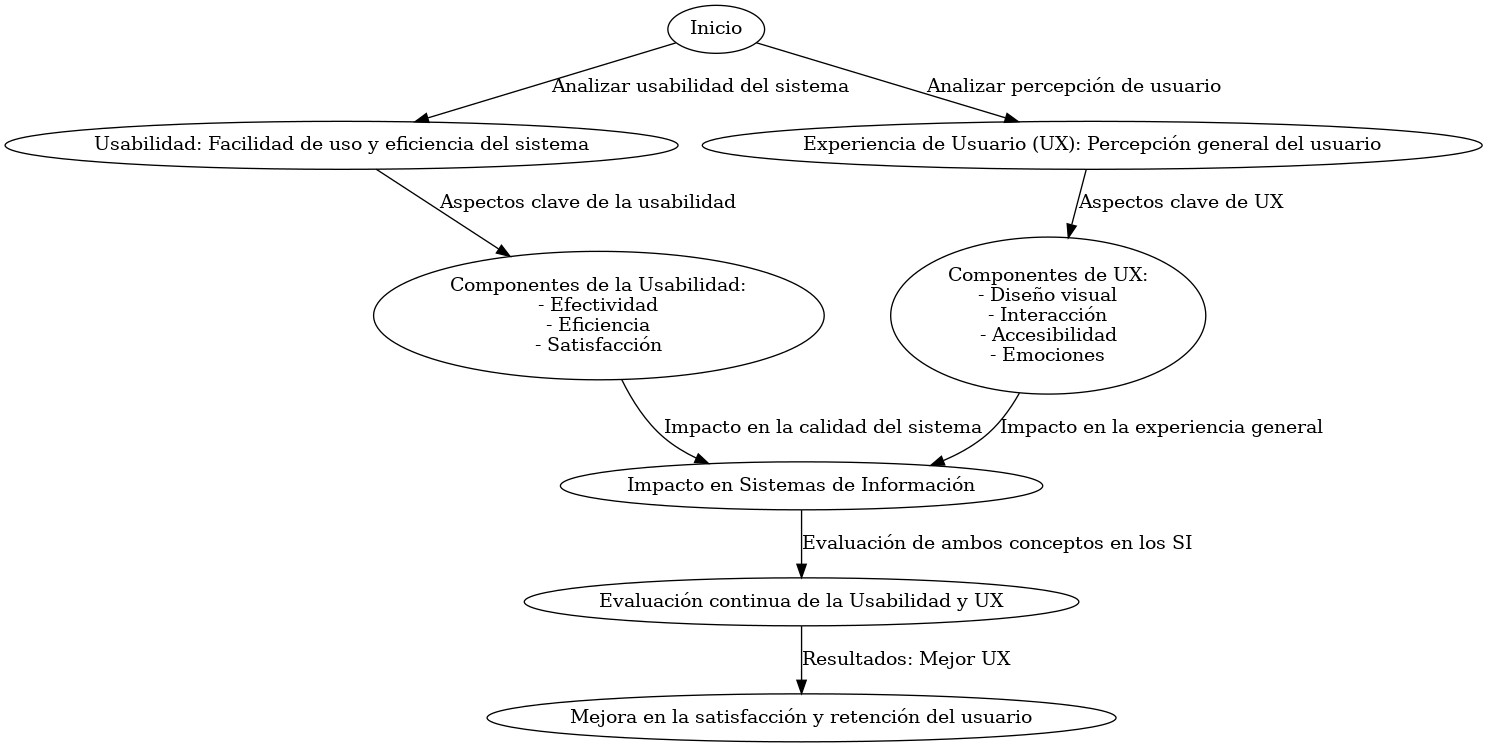 Inicio
Analizar usabilidad del sistema
Analizar percepción de usuario
Usabilidad: Facilidad de uso y eficiencia del sistema
Experiencia de Usuario (UX): Percepción general del usuario
Aspectos clave de la usabilidad
Aspectos clave de UX
Componentes de la Usabilidad:
- Efectividad
- Eficiencia
- Satisfacción
Componentes de UX:
- Diseño visual
- Interacción
- Accesibilidad
- Emociones
Impacto en la calidad del sistema
Impacto en la experiencia general
Impacto en Sistemas de Información
Evaluación de ambos conceptos en los SI
Evaluación continua de la Usabilidad y UX
Resultados: Mejor UX
Mejora en la satisfacción y retención del usuario